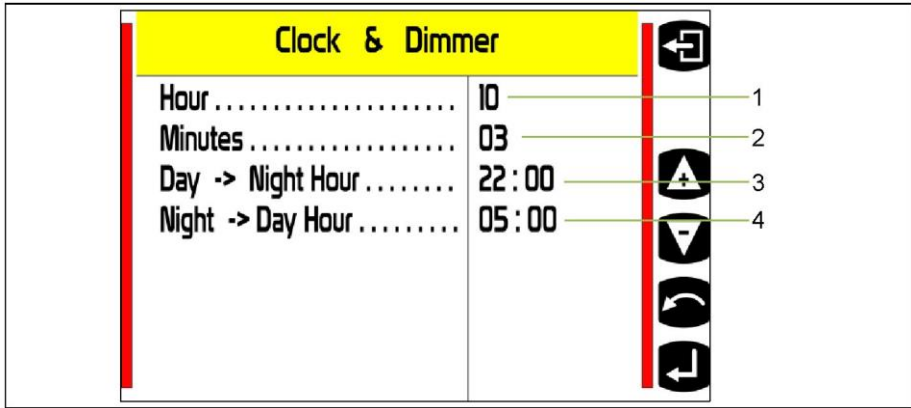 Clock & Dimmer
Hour..................... 10 1
Minutes.................. 03 2
Day -> Night Hour........ 22:00 3
Night -> Day Hour......... 05:00 4
+
-